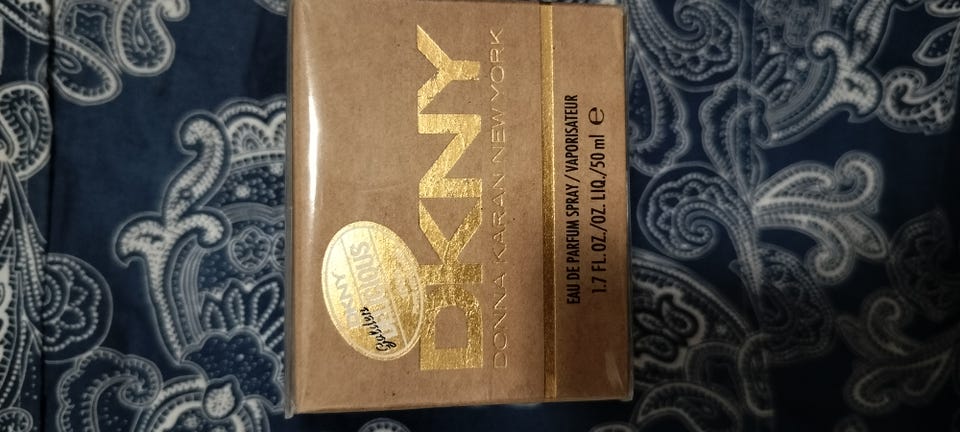 Golden
DKNY
DELICIOUS
DKNY
DONNA KARAN NEW YORK
EAU DE PARFUM SPRAY / VAPORISATEUR
1.7 FL.OZ./OZ. LIQ./50 ml ℮